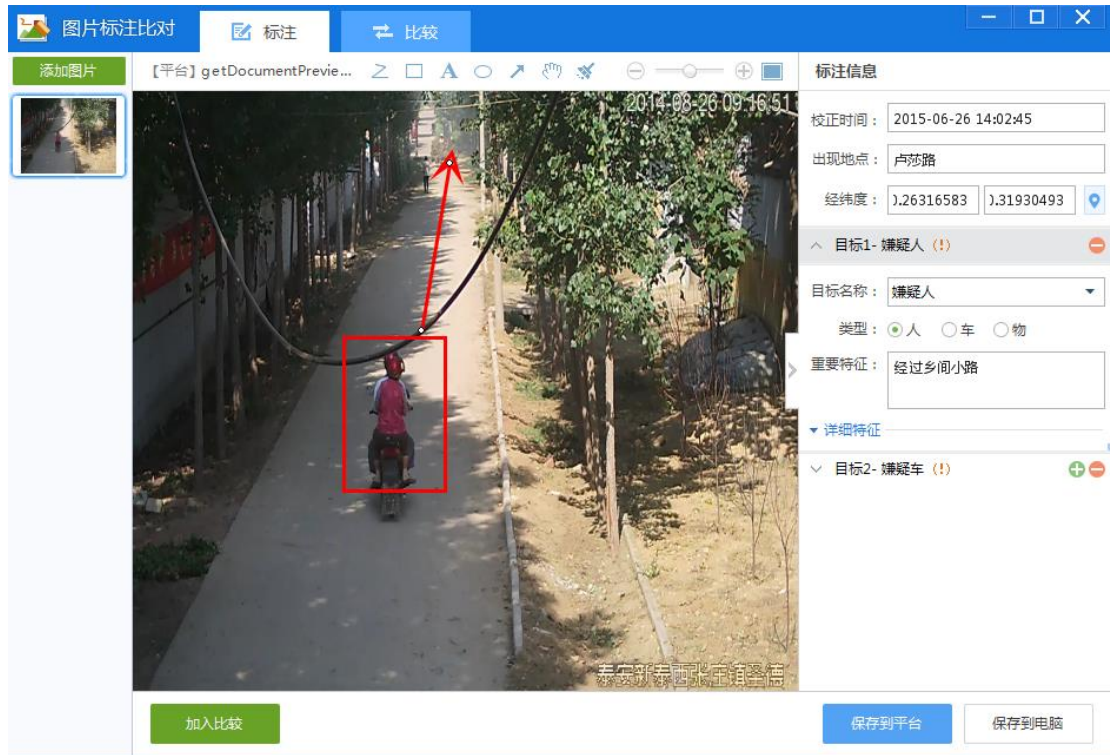 图片标注比对
标注
比较
添加图片
【平台】getDocumentPrevie...
A
标注信息
2014-08-26 09:16:51
校正时间： 2015-06-26 14:02:45
出现地点： 卢莎路
经纬度： 0.26316583 0.31930493
目标1- 嫌疑人 (!)
目标名称： 嫌疑人
类型： 人 车 物
重要特征： 经过乡间小路
详细特征
目标2- 嫌疑车 (!)
泰安新泰西张庄镇圣德
加入比较
保存到平台
保存到电脑